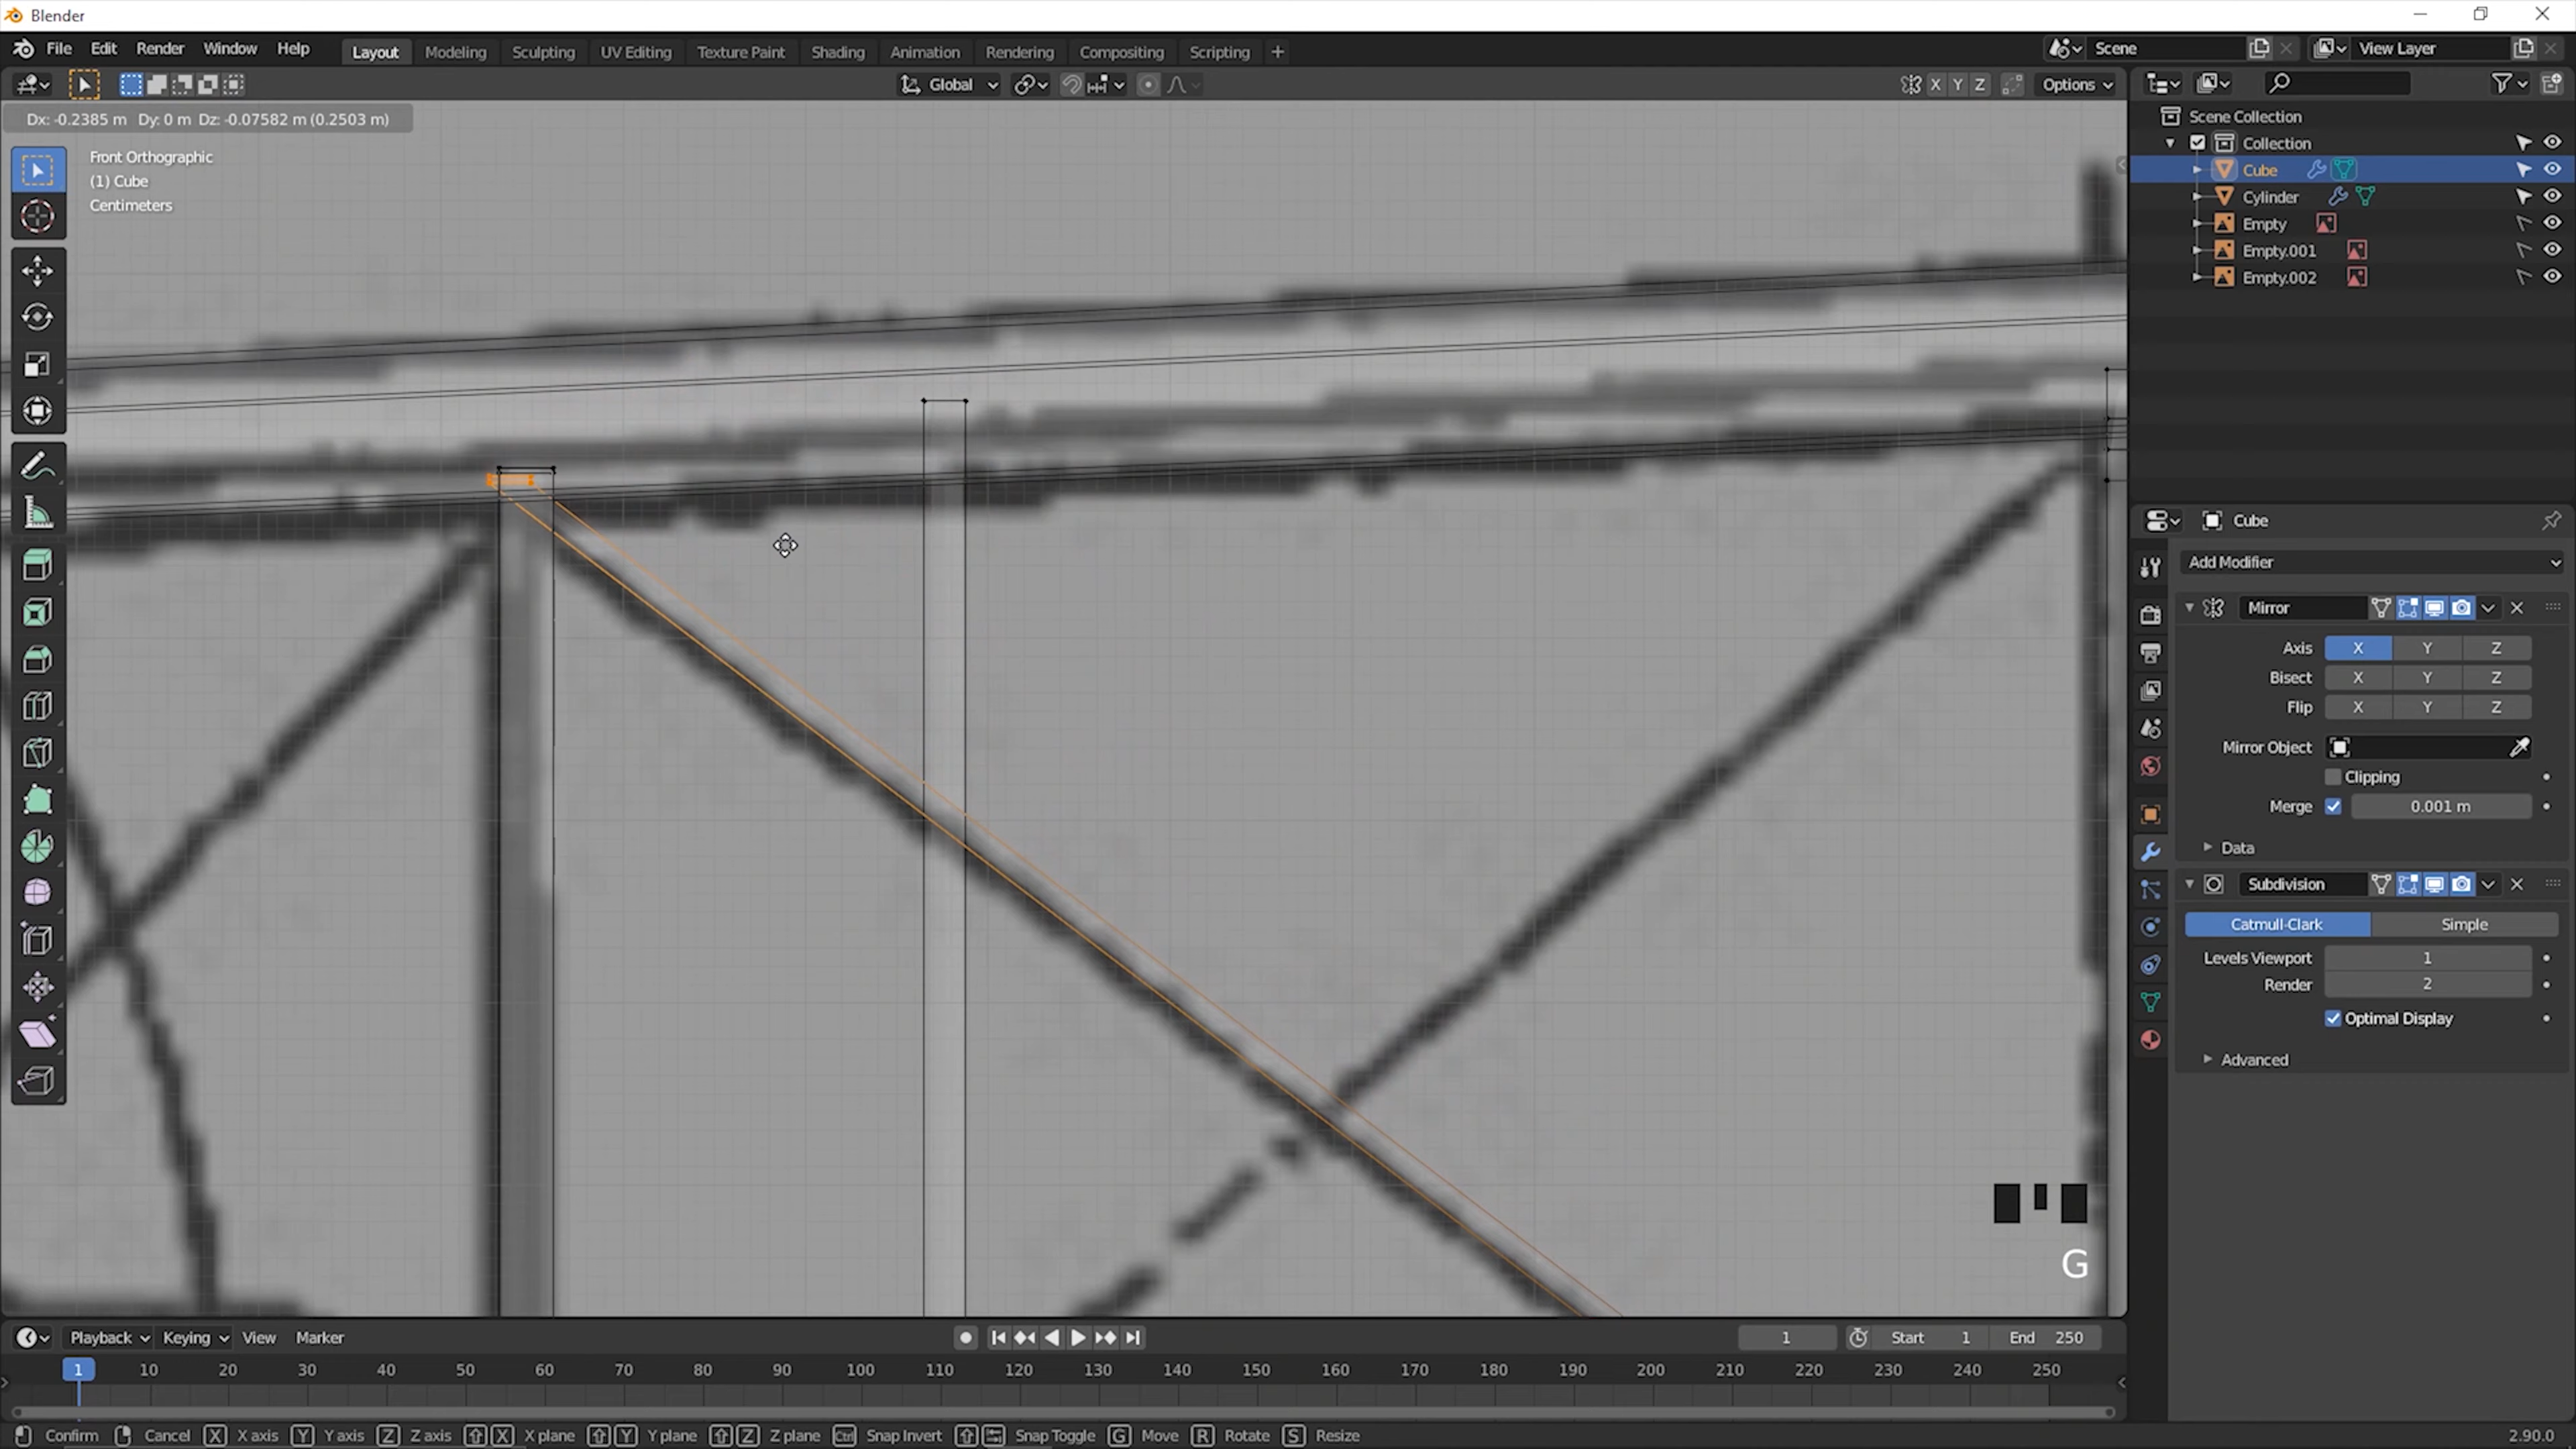 Blender
File Edit Render Window Help Layout Modeling Sculpting UV Editing Texture Paint Shading Animation Rendering Compositing Scripting + Scene View Layer
Global X Y Z Options
Dx: -0.2385 m Dy: 0 m Dz: -0.07582 m (0.2503 m)
Front Orthographic
(1) Cube
Centimeters
Scene Collection
Collection
Cube
Cylinder
Empty
Empty.001
Empty.002
Cube
Add Modifier
Mirror
Axis X Y Z
Bisect X Y Z
Flip X Y Z
Mirror Object
Clipping
Merge 0.001 m
Data
Subdivision
Catmull-Clark Simple
Levels Viewport 1
Render 2
Optimal Display
Advanced
G
Playback Keying View Marker 1 Start 1 End 250
1 10 20 30 40 50 60 70 80 90 100 110 120 130 140 150 160 170 180 190 200 210 220 230 240 250
Confirm Cancel X X axis Y Y axis Z Z axis X X plane Y Y plane Z Z plane Ctrl Snap Invert Snap Toggle G Move R Rotate S Resize 2.90.0